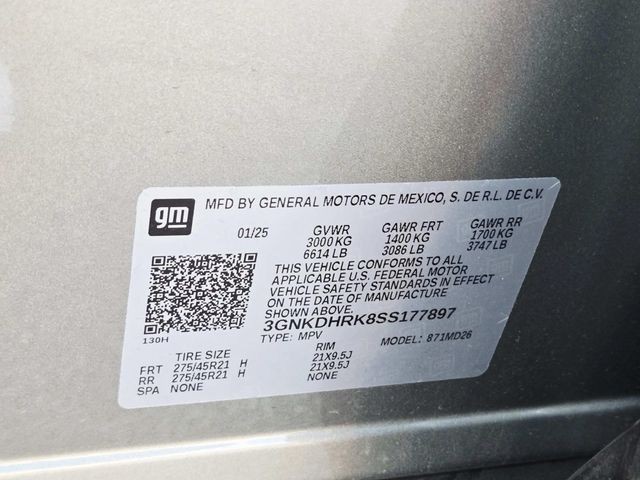 gm
MFD BY GENERAL MOTORS DE MEXICO, S. DE R.L. DE C.V.
01/25 GVWR GAWR FRT GAWR RR
3000 KG 1400 KG 1700 KG
6614 LB 3086 LB 3747 LB
THIS VEHICLE CONFORMS TO ALL
APPLICABLE U.S. FEDERAL MOTOR
VEHICLE SAFETY STANDARDS IN EFFECT
ON THE DATE OF MANUFACTURE
SHOWN ABOVE.
3GNKDHRK8SS177897
130H TYPE: MPV MODEL: 871MD26
TIRE SIZE RIM
FRT 275/45R21 H 21X9.5J
RR 275/45R21 H 21X9.5J
SPA NONE NONE